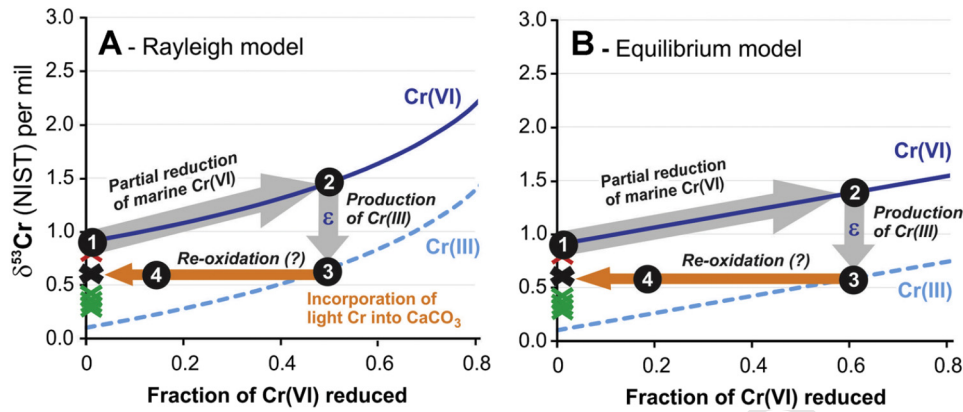 A - Rayleigh model
3.0
2.5
2.0
1.5
1.0
0.5
0.0
δ⁵³Cr (NIST) per mil
Cr(VI)
Partial reduction
of marine Cr(VI)
1
2
ε
Production
of Cr(III)
Cr(III)
Re-oxidation (?)
4
3
Incorporation of
light Cr into CaCO₃
0
0.2
0.4
0.6
0.8
Fraction of Cr(VI) reduced
B - Equilibrium model
3.0
2.5
2.0
1.5
1.0
0.5
0.0
Cr(VI)
Partial reduction
of marine Cr(VI)
1
2
ε
Production
of Cr(III)
Re-oxidation (?)
4
3
Cr(III)
0
0.2
0.4
0.6
0.8
Fraction of Cr(VI) reduced